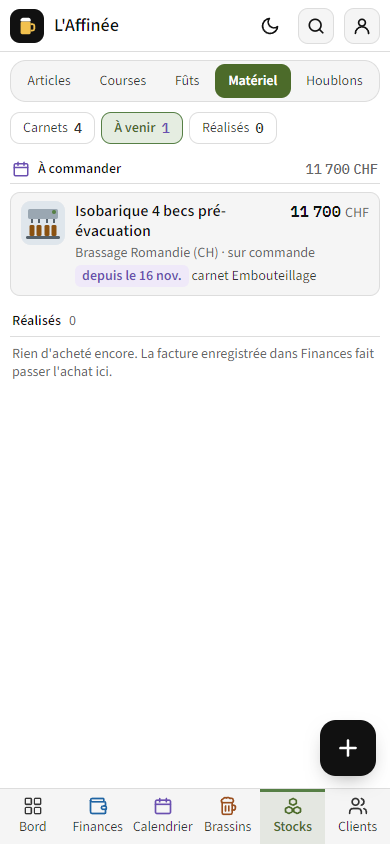 L'Affinée
Articles Courses Fûts Matériel Houblons
Carnets 4 À venir 1 Réalisés 0
À commander 11 700 CHF
Isobarique 4 becs pré-
évacuation
11 700 CHF
Brassage Romandie (CH) · sur commande
depuis le 16 nov. carnet Embouteillage
Réalisés 0
Rien d'acheté encore. La facture enregistrée dans Finances fait
passer l'achat ici.
Bord Finances Calendrier Brassins Stocks Clients